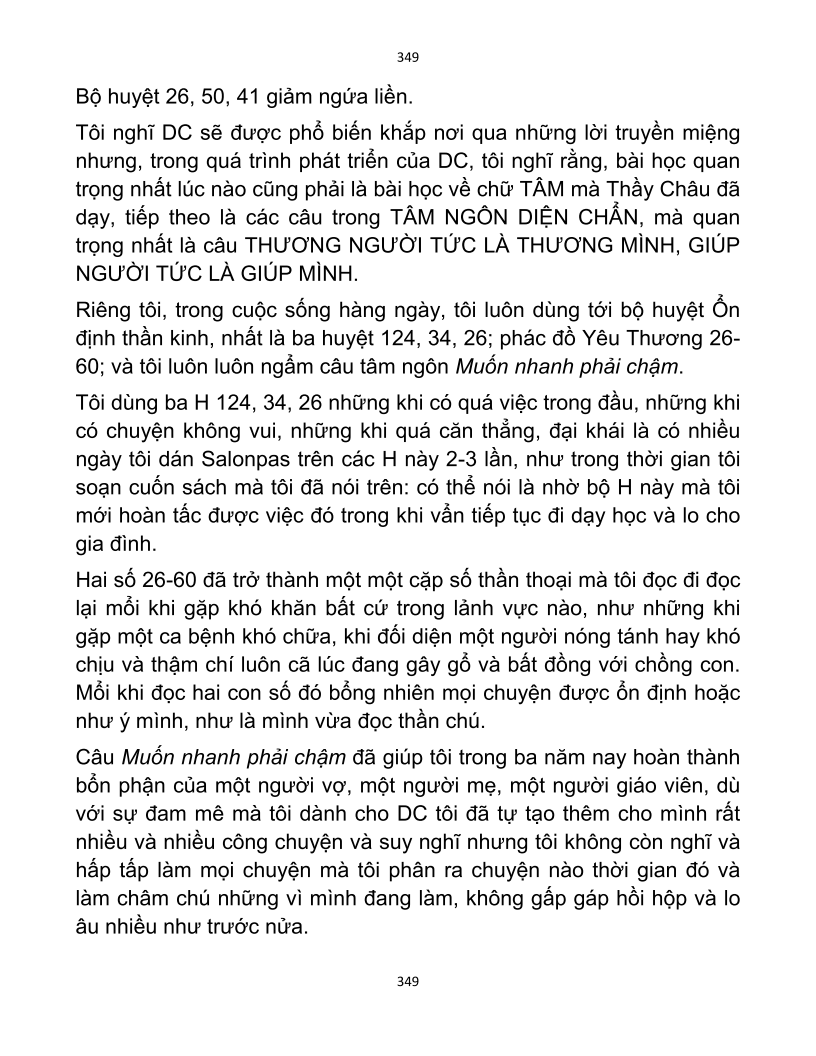 349
Bộ huyệt 26, 50, 41 giảm ngứa liền.
Tôi nghĩ DC sẽ được phổ biến khắp nơi qua những lời truyền miệng
nhưng, trong quá trình phát triển của DC, tôi nghĩ rằng, bài học quan
trọng nhất lúc nào cũng phải là bài học về chữ TÂM mà Thầy Châu đã
dạy, tiếp theo là các câu trong TÂM NGÔN DIỆN CHẨN, mà quan
trọng nhất là câu THƯƠNG NGƯỜI TỨC LÀ THƯƠNG MÌNH, GIÚP
NGƯỜI TỨC LÀ GIÚP MÌNH.
Riêng tôi, trong cuộc sống hàng ngày, tôi luôn dùng tới bộ huyệt Ổn
định thần kinh, nhất là ba huyệt 124, 34, 26; phác đồ Yêu Thương 26-
60; và tôi luôn luôn ngẩm câu tâm ngôn Muốn nhanh phải chậm.
Tôi dùng ba H 124, 34, 26 những khi có quá việc trong đầu, những khi
có chuyện không vui, những khi quá căn thẳng, đại khái là có nhiều
ngày tôi dán Salonpas trên các H này 2-3 lần, như trong thời gian tôi
soạn cuốn sách mà tôi đã nói trên: có thể nói là nhờ bộ H này mà tôi
mới hoàn tấc được việc đó trong khi vẩn tiếp tục đi dạy học và lo cho
gia đình.
Hai số 26-60 đã trở thành một một cặp số thần thoại mà tôi đọc đi đọc
lại mổi khi gặp khó khăn bất cứ trong lảnh vực nào, như những khi
gặp một ca bệnh khó chữa, khi đối diện một người nóng tánh hay khó
chịu và thậm chí luôn cã lúc đang gây gổ và bất đồng với chồng con.
Mổi khi đọc hai con số đó bổng nhiên mọi chuyện được ổn định hoặc
như ý mình, như là mình vừa đọc thần chú.
Câu Muốn nhanh phải chậm đã giúp tôi trong ba năm nay hoàn thành
bổn phận của một người vợ, một người mẹ, một người giáo viên, dù
với sự đam mê mà tôi dành cho DC tôi đã tự tạo thêm cho mình rất
nhiều và nhiều công chuyện và suy nghĩ nhưng tôi không còn nghĩ và
hấp tấp làm mọi chuyện mà tôi phân ra chuyện nào thời gian đó và
làm châm chú những vì mình đang làm, không gấp gáp hồi hộp và lo
âu nhiều như trước nửa.
349